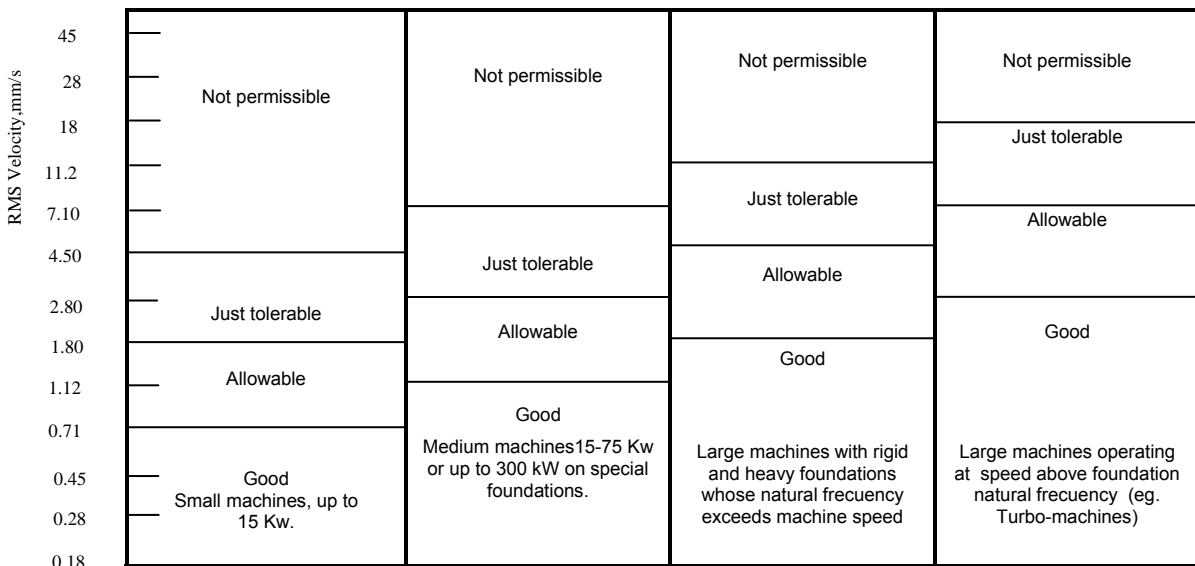 RMS Velocity,mm/s
45
28
18
11.2
7.10
4.50
2.80
1.80
1.12
0.71
0.45
0.28
0.18
Not permissible
Just tolerable
Allowable
Good
Small machines, up to
15 Kw.
Not permissible
Just tolerable
Allowable
Good
Medium machines15-75 Kw
or up to 300 kW on special
foundations.
Not permissible
Just tolerable
Allowable
Good
Large machines with rigid
and heavy foundations
whose natural frecuency
exceeds machine speed
Not permissible
Just tolerable
Allowable
Good
Large machines operating
at speed above foundation
natural frecuency (eg.
Turbo-machines)